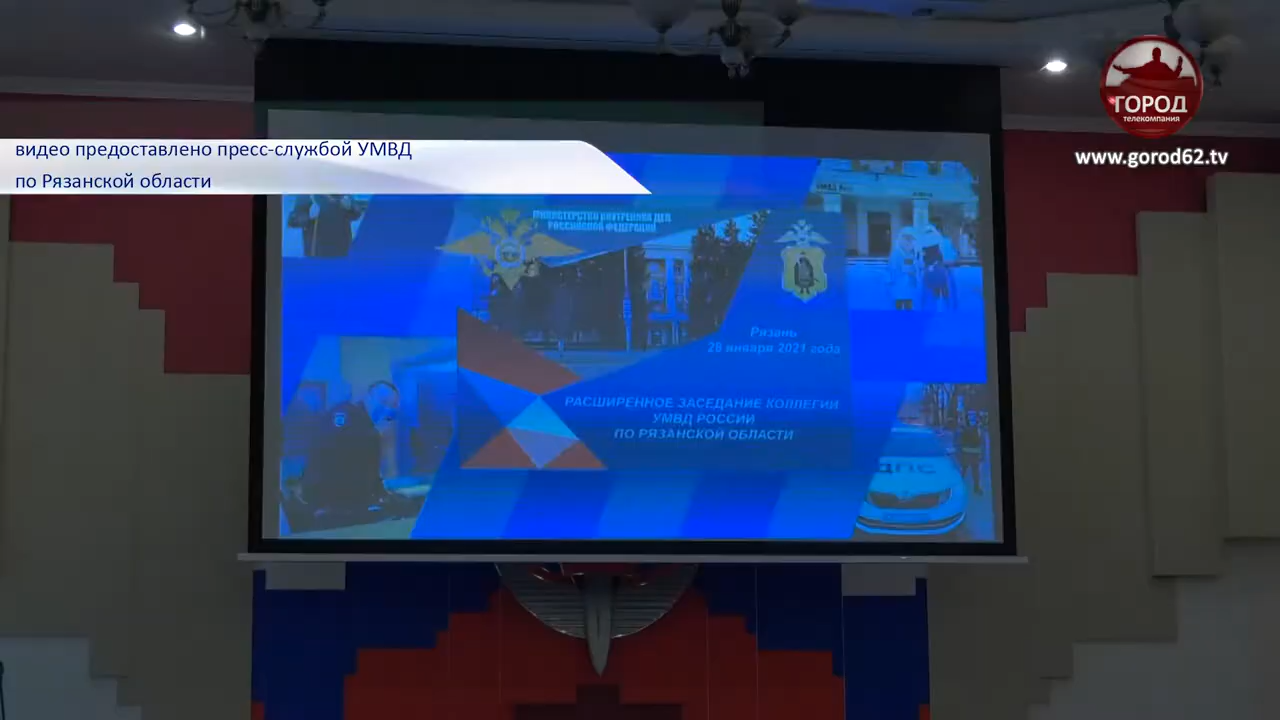 ГОРОД
телекомпания
www.gorod62.tv
видео предоставлено пресс-службой УМВД
по Рязанской области
МИНИСТЕРСТВО ВНУТРЕННИХ ДЕЛ
РОССИЙСКОЙ ФЕДЕРАЦИИ
Рязань
28 января 2021 года
РАСШИРЕННОЕ ЗАСЕДАНИЕ КОЛЛЕГИИ
УМВД РОССИИ
ПО РЯЗАНСКОЙ ОБЛАСТИ
ДПС